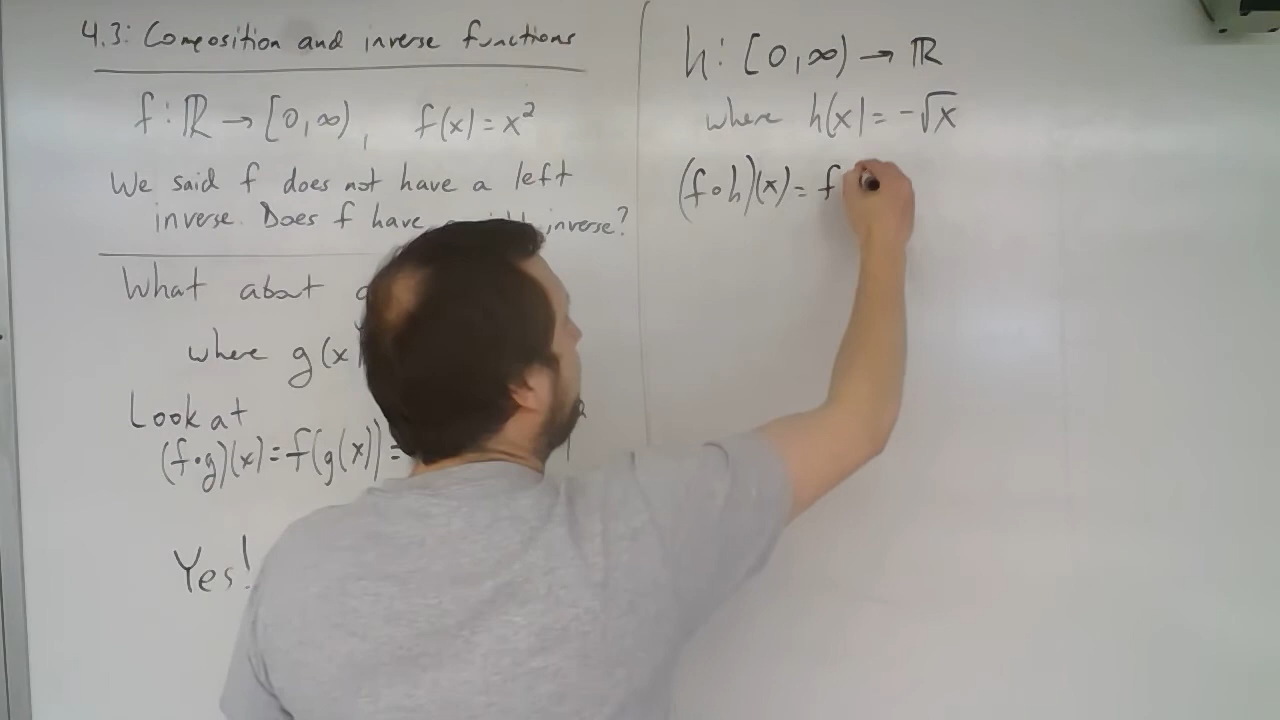 4.3: Composition and inverse functions
f: ℝ → [0, ∞), f(x) = x²
We said f does not have a left
inverse. Does f have inverse?
What about
where g(x)
Look at
(f∘g)(x) = f(g(x)) =
Yes!
h: [0, ∞) → ℝ
where h(x) = -√x
(f∘h)(x) = f